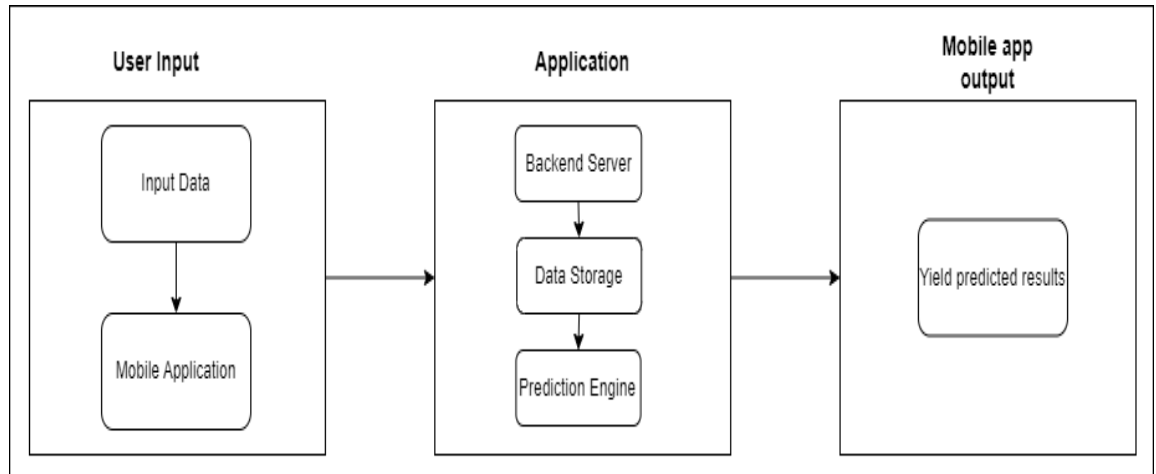 User Input
Input Data
Mobile Application
Application
Backend Server
Data Storage
Prediction Engine
Mobile app
output
Yield predicted results